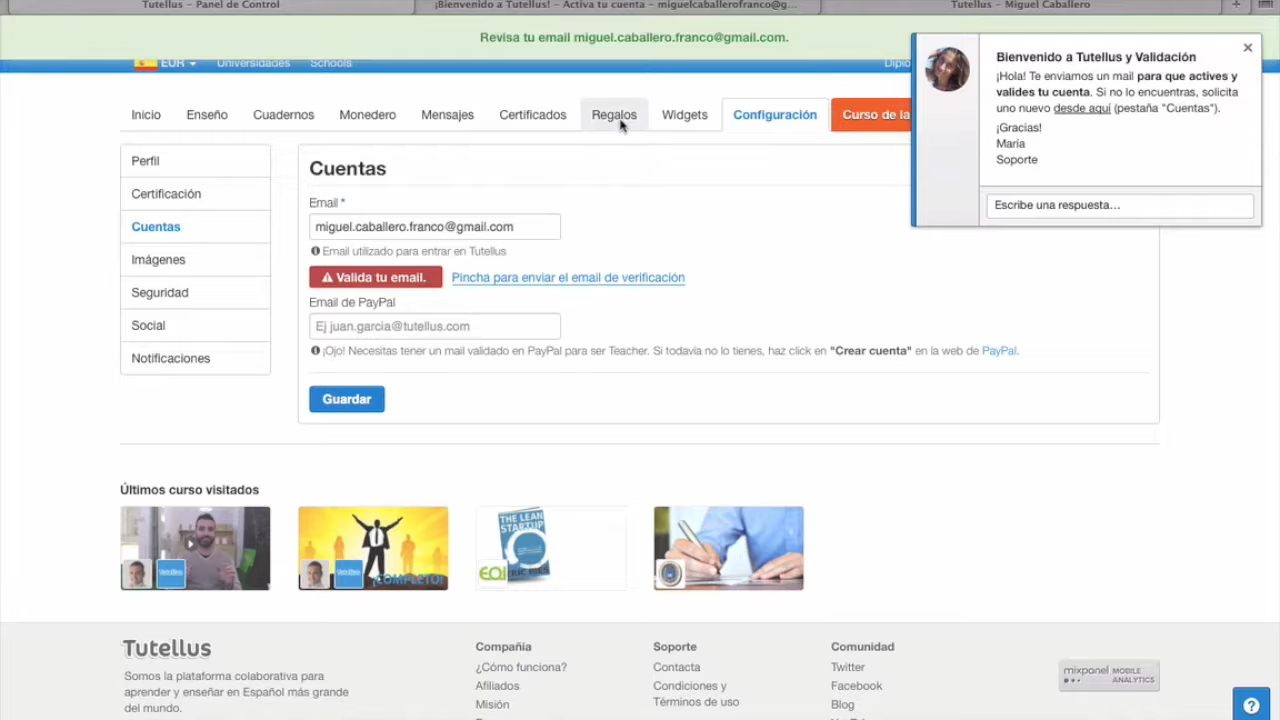 Tutellus – Panel de Control
¡Bienvenido a Tutellus! – Activa tu cuenta – miguelcaballerofranco@g...
Tutellus – Miguel Caballero
Revisa tu email miguel.caballero.franco@gmail.com.
EUR
Universidades
Schools
Inicio
Enseño
Cuadernos
Monedero
Mensajes
Certificados
Regalos
Widgets
Configuración
Curso de la
Bienvenido a Tutellus y Validación
¡Hola! Te enviamos un mail para que actives y
valides tu cuenta. Si no lo encuentras, solicita
uno nuevo desde aquí (pestaña "Cuentas").
¡Gracias!
María
Soporte
Escribe una respuesta...
Perfil
Certificación
Cuentas
Imágenes
Seguridad
Social
Notificaciones
Cuentas
Email *
miguel.caballero.franco@gmail.com
Email utilizado para entrar en Tutellus
Valida tu email.
Pincha para enviar el email de verificación
Email de PayPal
Ej juan.garcia@tutellus.com
¡Ojo! Necesitas tener un mail validado en PayPal para ser Teacher. Si todavía no lo tienes, haz click en "Crear cuenta" en la web de PayPal.
Guardar
Últimos curso visitados
¡COMPLETO!
THE LEAN
STARTUP
ERIC RIES
EOI
Tutellus
Somos la plataforma colaborativa para
aprender y enseñar en Español más grande
del mundo.
Compañia
¿Cómo funciona?
Afiliados
Misión
Soporte
Contacta
Condiciones y
Términos de uso
Comunidad
Twitter
Facebook
Blog
mixpanel MOBILE
ANALYTICS